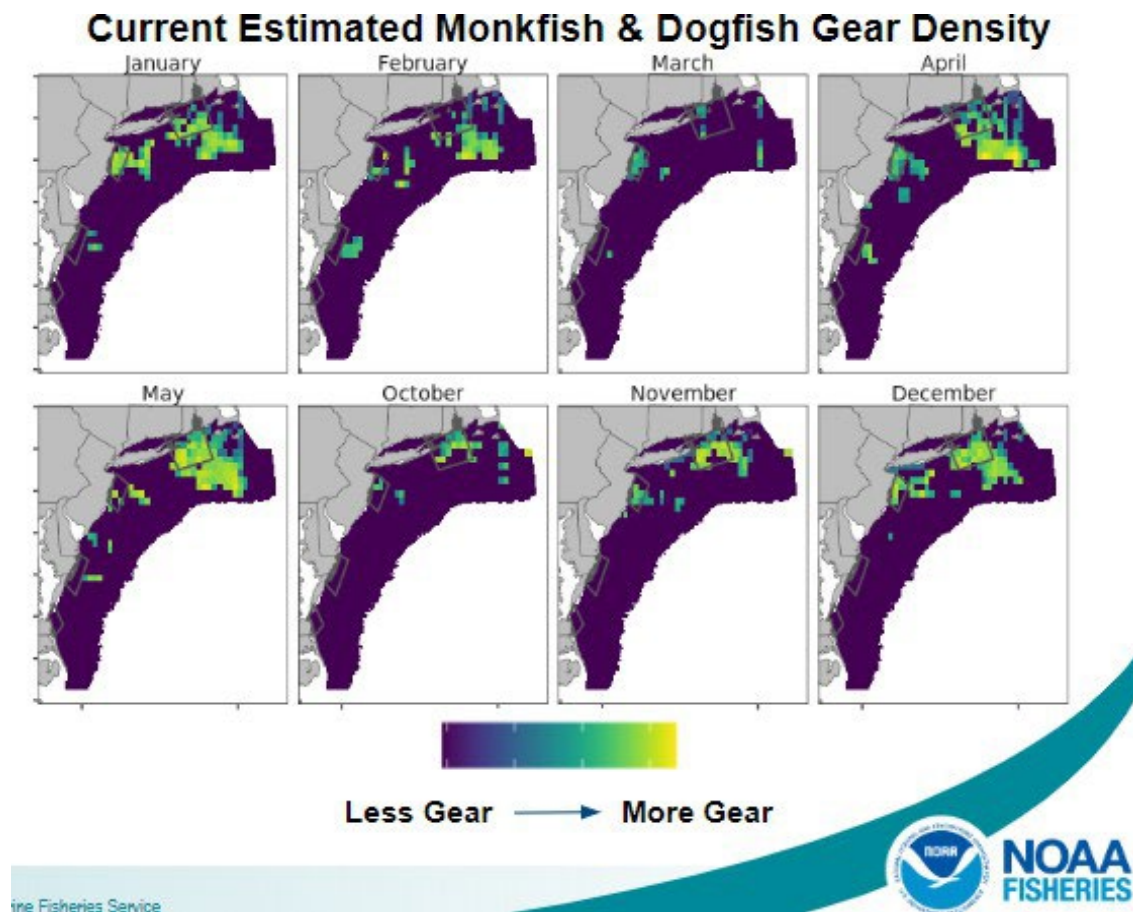 Current Estimated Monkfish & Dogfish Gear Density
January February March April
May October November December
Less Gear → More Gear
NOAA
NOAA
FISHERIES
ine Fisheries Service